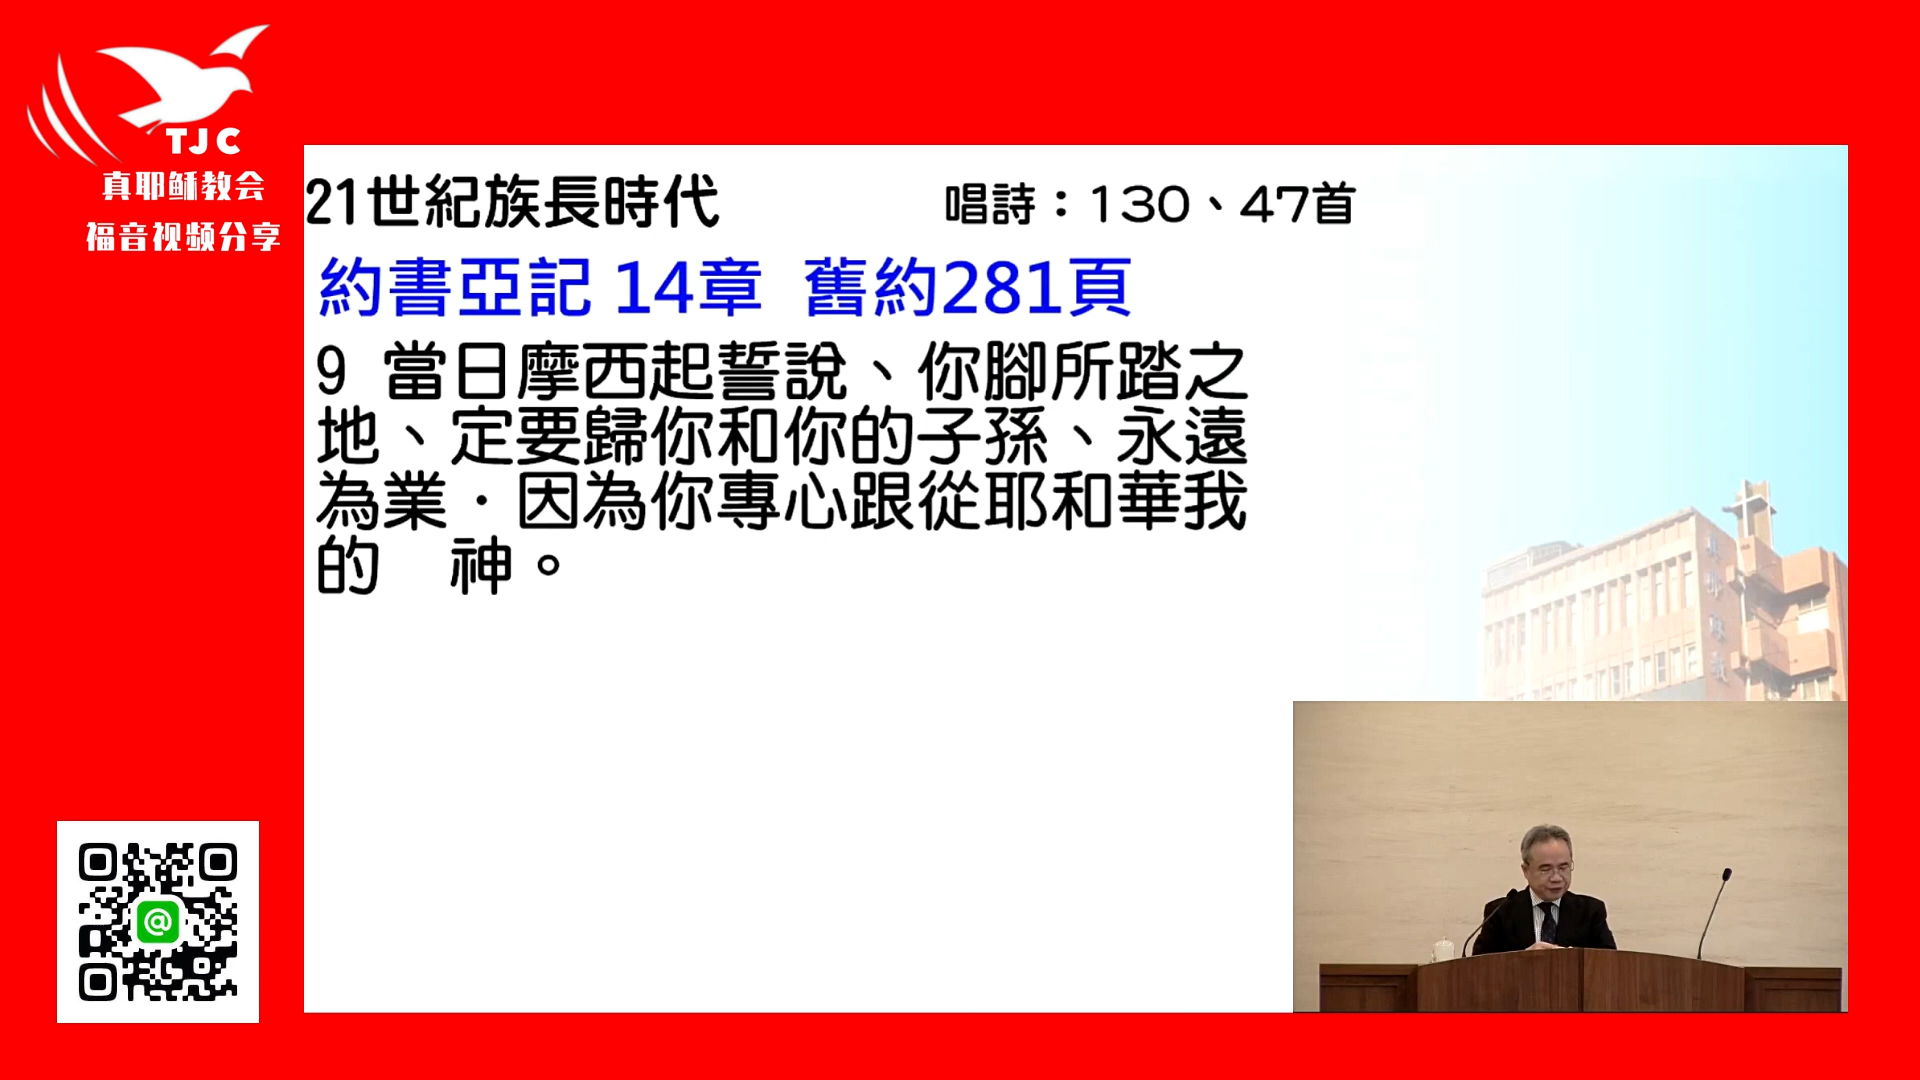 TJC
真耶稣教会
福音视频分享
21世紀族長時代
唱詩：130、47首
約書亞記 14章 舊約281頁
9 當日摩西起誓說、你腳所踏之
地、定要歸你和你的子孫、永遠
為業．因為你專心跟從耶和華我
的　神。
@